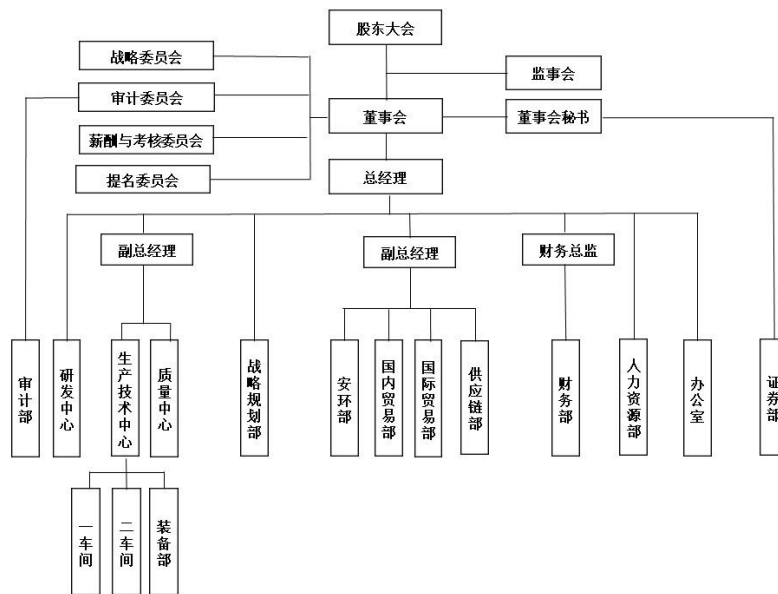 股东大会
战略委员会
监事会
审计委员会
董事会
董事会秘书
薪酬与考核委员会
总经理
提名委员会
副总经理
副总经理
财务总监
审计部
研发中心
生产技术中心
质量中心
战略规划部
安环部
国内贸易部
国际贸易部
供应链部
财务部
人力资源部
办公室
证券部
一车间
二车间
装备部